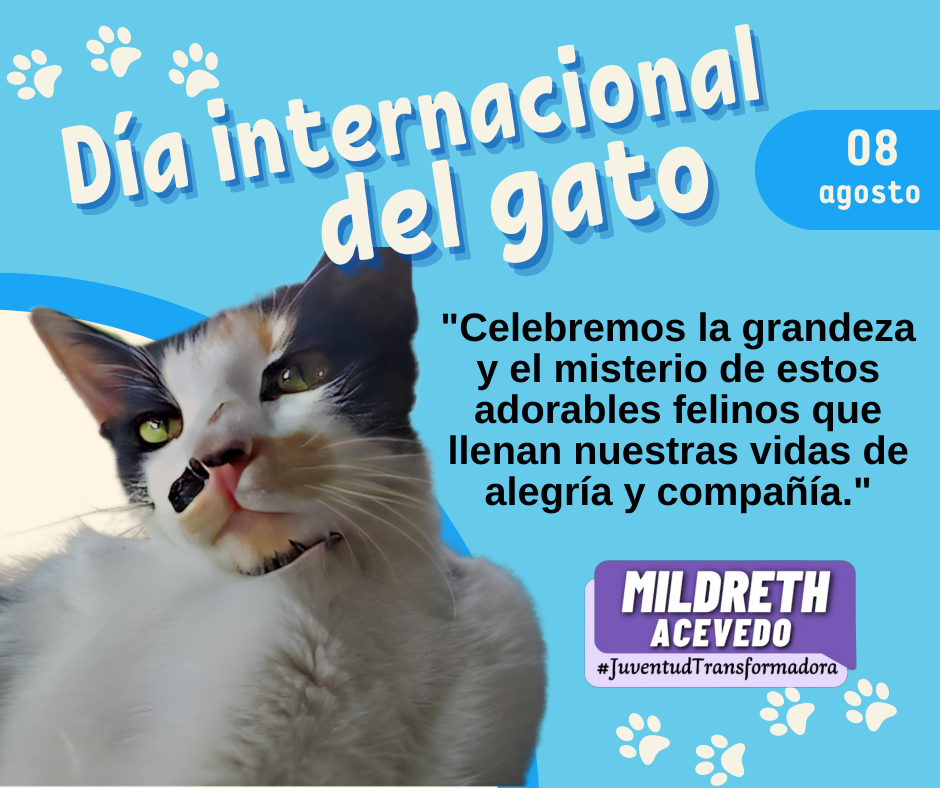 Día internacional
del gato
08
agosto
"Celebremos la grandeza
y el misterio de estos
adorables felinos que
llenan nuestras vidas de
alegría y compañía."
MILDRETH
ACEVEDO
#JuventudTransformadora